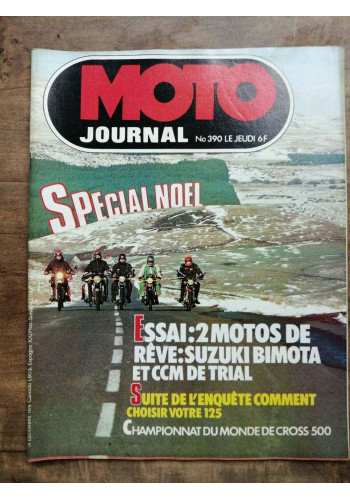 MOTO
JOURNAL No 390 LE JEUDI 6F
SPECIAL NOEL
ESSAI:2 MOTOS DE
RÊVE:SUZUKI BIMOTA
ET CCM DE TRIAL
SUITE DE L'ENQUÊTE COMMENT
CHOISIR VOTRE 125
CHAMPIONNAT DU MONDE DE CROSS 500